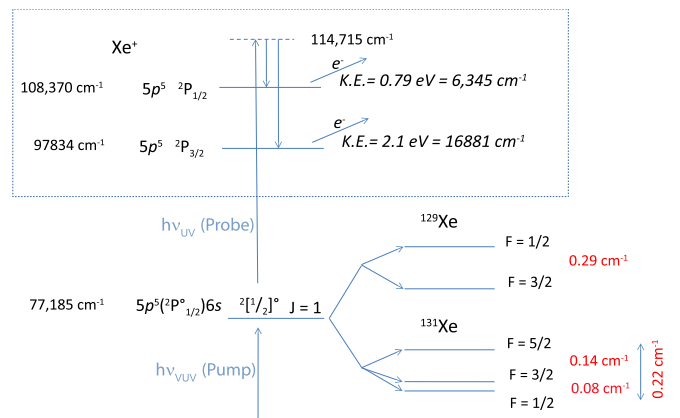 114,715 cm⁻¹
Xe⁺
e⁻
K.E.= 0.79 eV = 6,345 cm⁻¹
108,370 cm⁻¹ 5p⁵ ²P₁/₂
e⁻
K.E.= 2.1 eV = 16881 cm⁻¹
97834 cm⁻¹ 5p⁵ ²P₃/₂
hν_UV (Probe)
¹²⁹Xe
F = 1/2
0.29 cm⁻¹
F = 3/2
77,185 cm⁻¹ 5p⁵(²P°₁/₂)6s ²[¹/₂]° J = 1
¹³¹Xe
F = 5/2
0.14 cm⁻¹
F = 3/2
0.08 cm⁻¹
F = 1/2
0.22 cm⁻¹
hν_VUV (Pump)